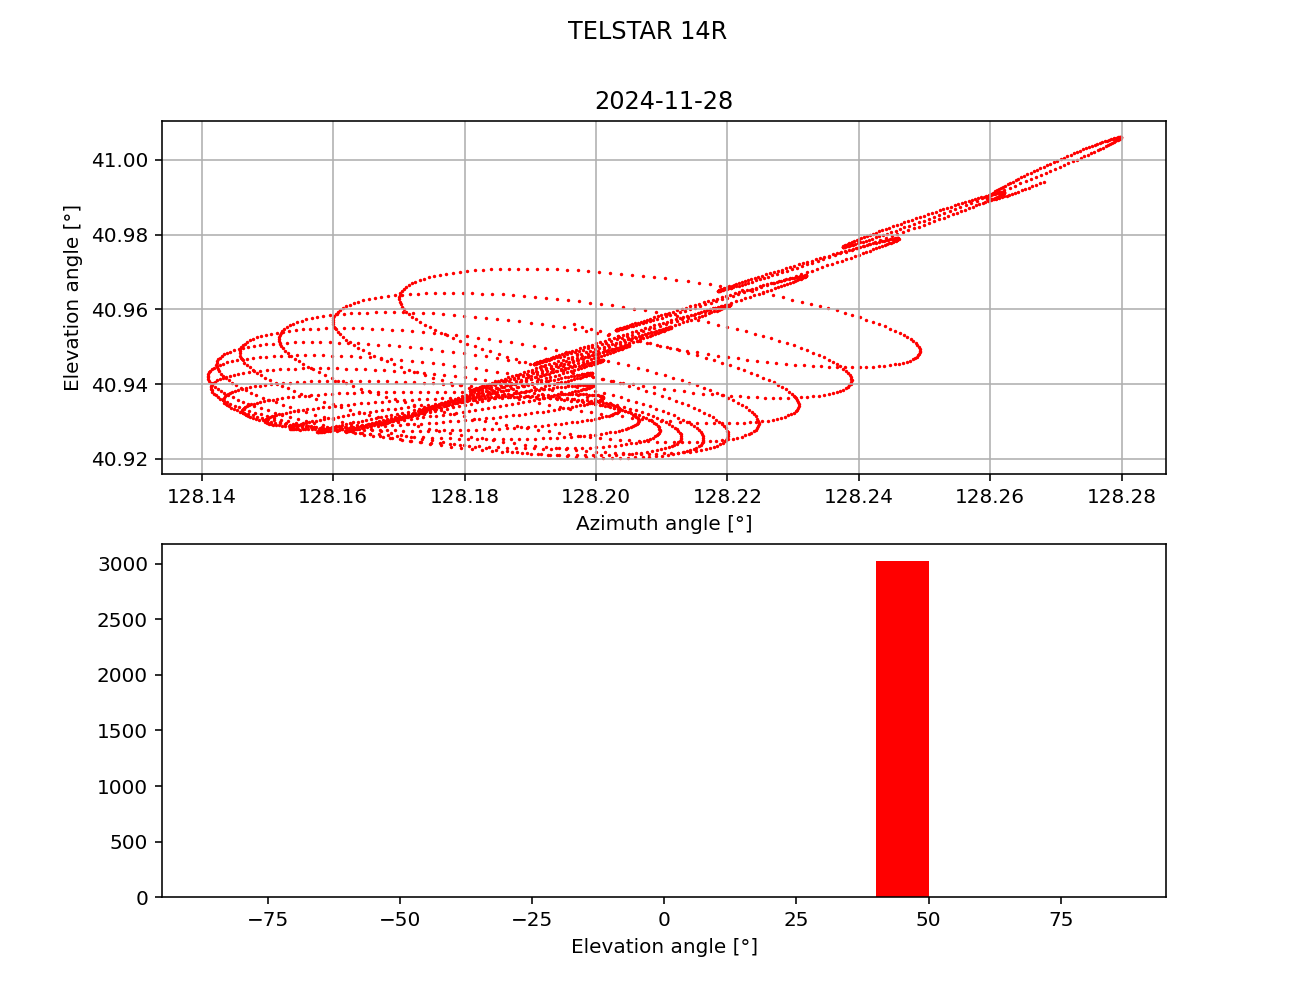 TELSTAR 14R
2024-11-28
41.00
40.98
40.96
40.94
40.92
Elevation angle [°]
128.14 128.16 128.18 128.20 128.22 128.24 128.26 128.28
Azimuth angle [°]
3000
2500
2000
1500
1000
500
0
−75 −50 −25 0 25 50 75
Elevation angle [°]